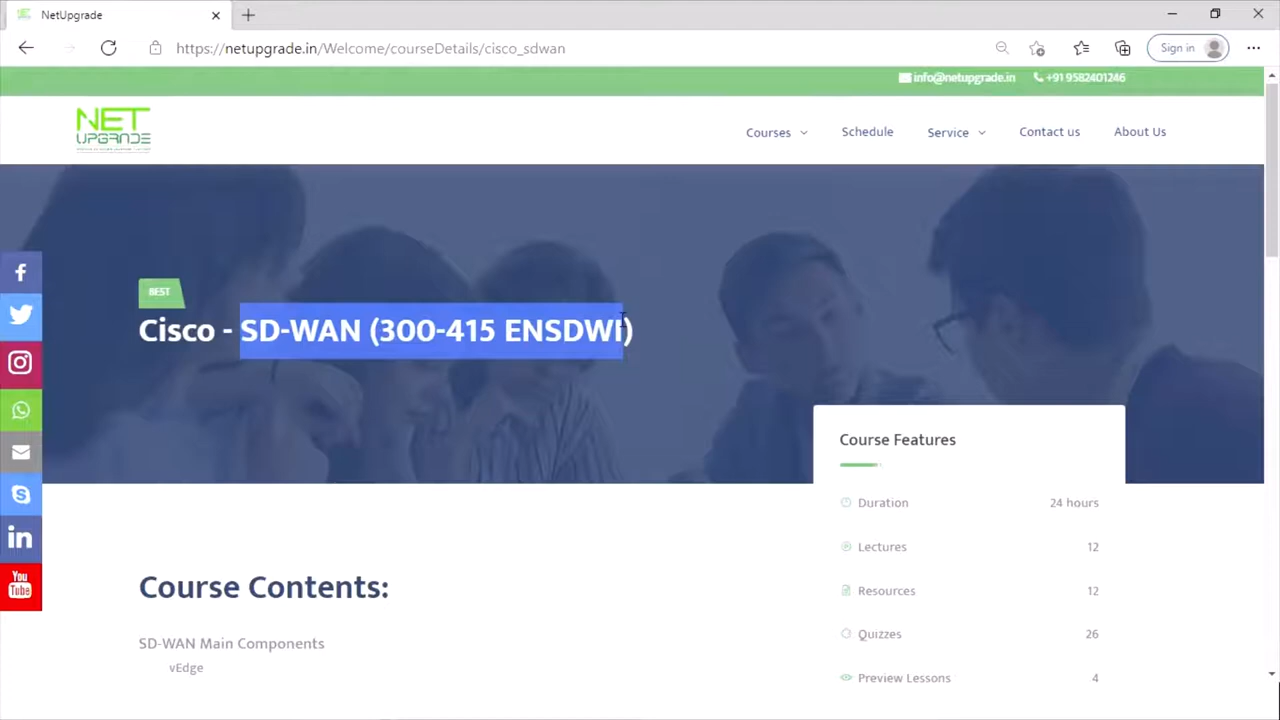 NetUpgrade
https://netupgrade.in/Welcome/courseDetails/cisco_sdwan
Sign in
info@netupgrade.in +91 9582401246
NET
UPGRADE
Courses Schedule Service Contact us About Us
BEST
Cisco - SD-WAN (300-415 ENSDWI)
Course Features
Duration 24 hours
Lectures 12
Resources 12
Quizzes 26
Preview Lessons 4
Course Contents:
SD-WAN Main Components
vEdge
You
Tube